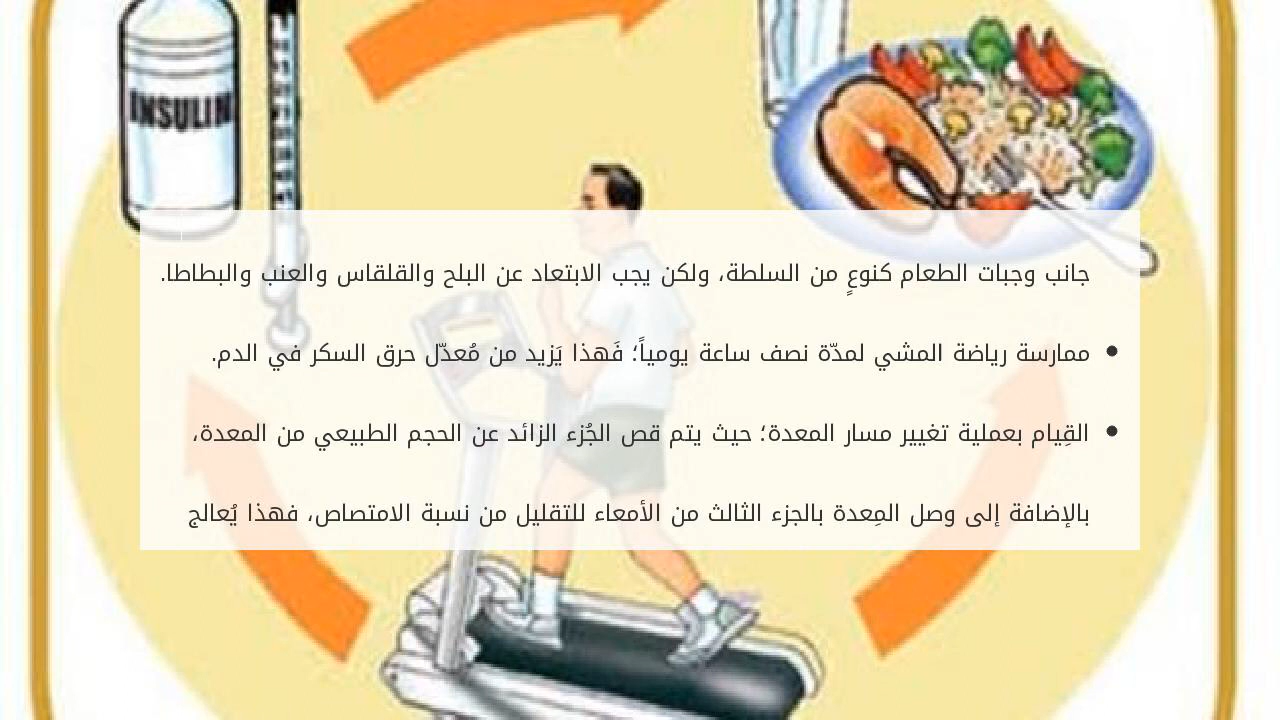 INSULIN
جانب وجبات الطعام كنوعٍ من السلطة، ولكن يجب الابتعاد عن البلح والقلقاس والعنب والبطاطا.
• ممارسة رياضة المشي لمدّة نصف ساعة يومياً؛ فَهذا يَزيد من مُعدّل حرق السكر في الدم.
• القِيام بعملية تغيير مسار المعدة؛ حيث يتم قص الجُزء الزائد عن الحجم الطبيعي من المعدة،
بالإضافة إلى وصل المِعدة بالجزء الثالث من الأمعاء للتقليل من نسبة الامتصاص، فهذا يُعالج